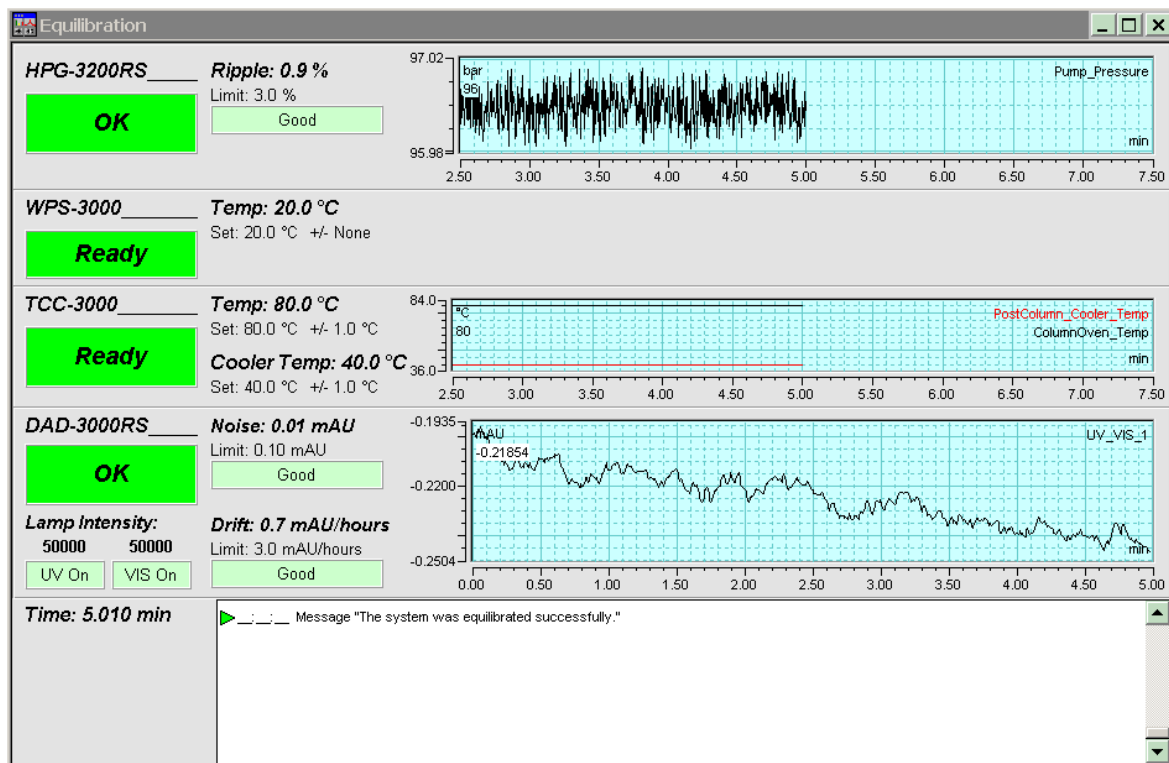 Equilibration
HPG-3200RS_____
OK
Ripple: 0.9 %
Limit: 3.0 %
Good
97.02
95.98
bar
96
Pump_Pressure
min
2.50 3.00 3.50 4.00 4.50 5.00 5.50 6.00 6.50 7.00 7.50
WPS-3000________
Ready
Temp: 20.0 °C
Set: 20.0 °C +/- None
TCC-3000________
Ready
Temp: 80.0 °C
Set: 80.0 °C +/- 1.0 °C
Cooler Temp: 40.0 °C
Set: 40.0 °C +/- 1.0 °C
84.0
36.0
°C
80
PostColumn_Cooler_Temp
ColumnOven_Temp
min
2.50 3.00 3.50 4.00 4.50 5.00 5.50 6.00 6.50 7.00 7.50
DAD-3000RS_____
OK
Lamp Intensity:
50000 50000
UV On VIS On
Noise: 0.01 mAU
Limit: 0.10 mAU
Good
Drift: 0.7 mAU/hours
Limit: 3.0 mAU/hours
Good
-0.1935
-0.2200
-0.2504
mAU
-0.21854
UV_VIS_1
min
0.00 0.50 1.00 1.50 2.00 2.50 3.00 3.50 4.00 4.50 5.00
Time: 5.010 min
__:__:__ Message "The system was equilibrated successfully."